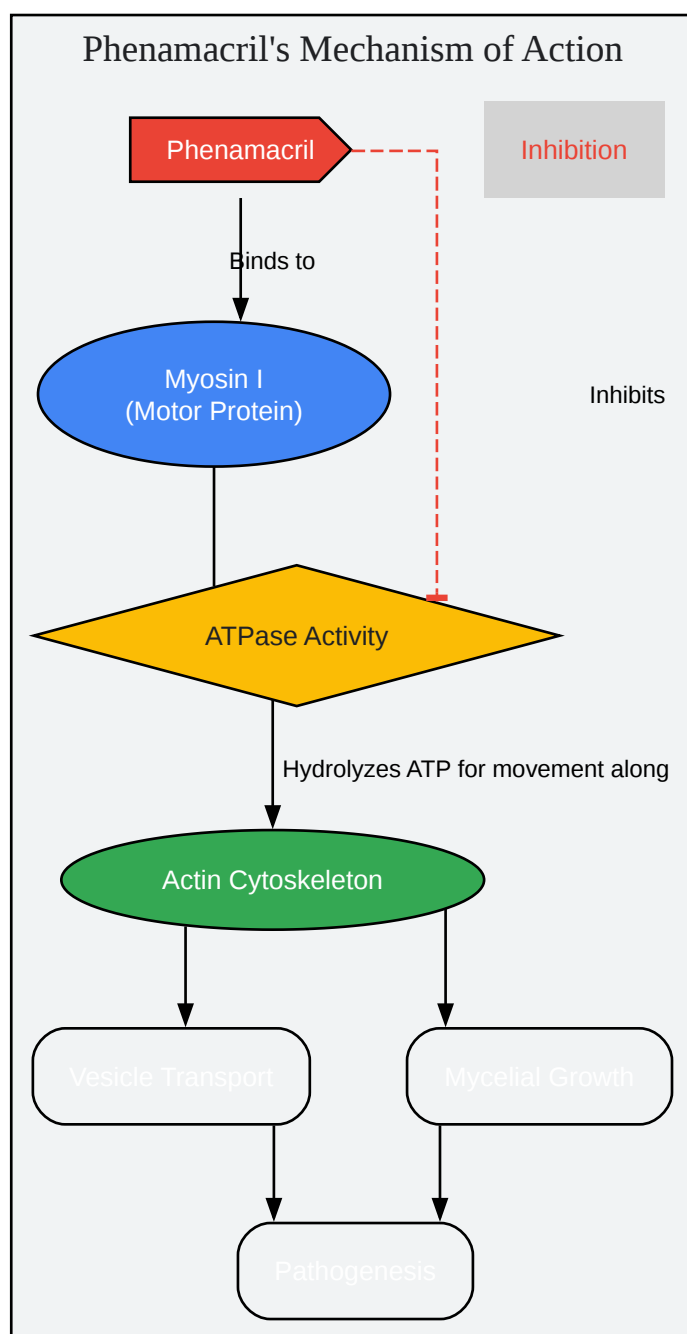 Phenamacril's Mechanism of Action
Phenamacril
Inhibition
Binds to
Myosin I
(Motor Protein)
Inhibits
ATPase Activity
Hydrolyzes ATP for movement along
Actin Cytoskeleton
Vesicle Transport
Mycelial Growth
Pathogenesis